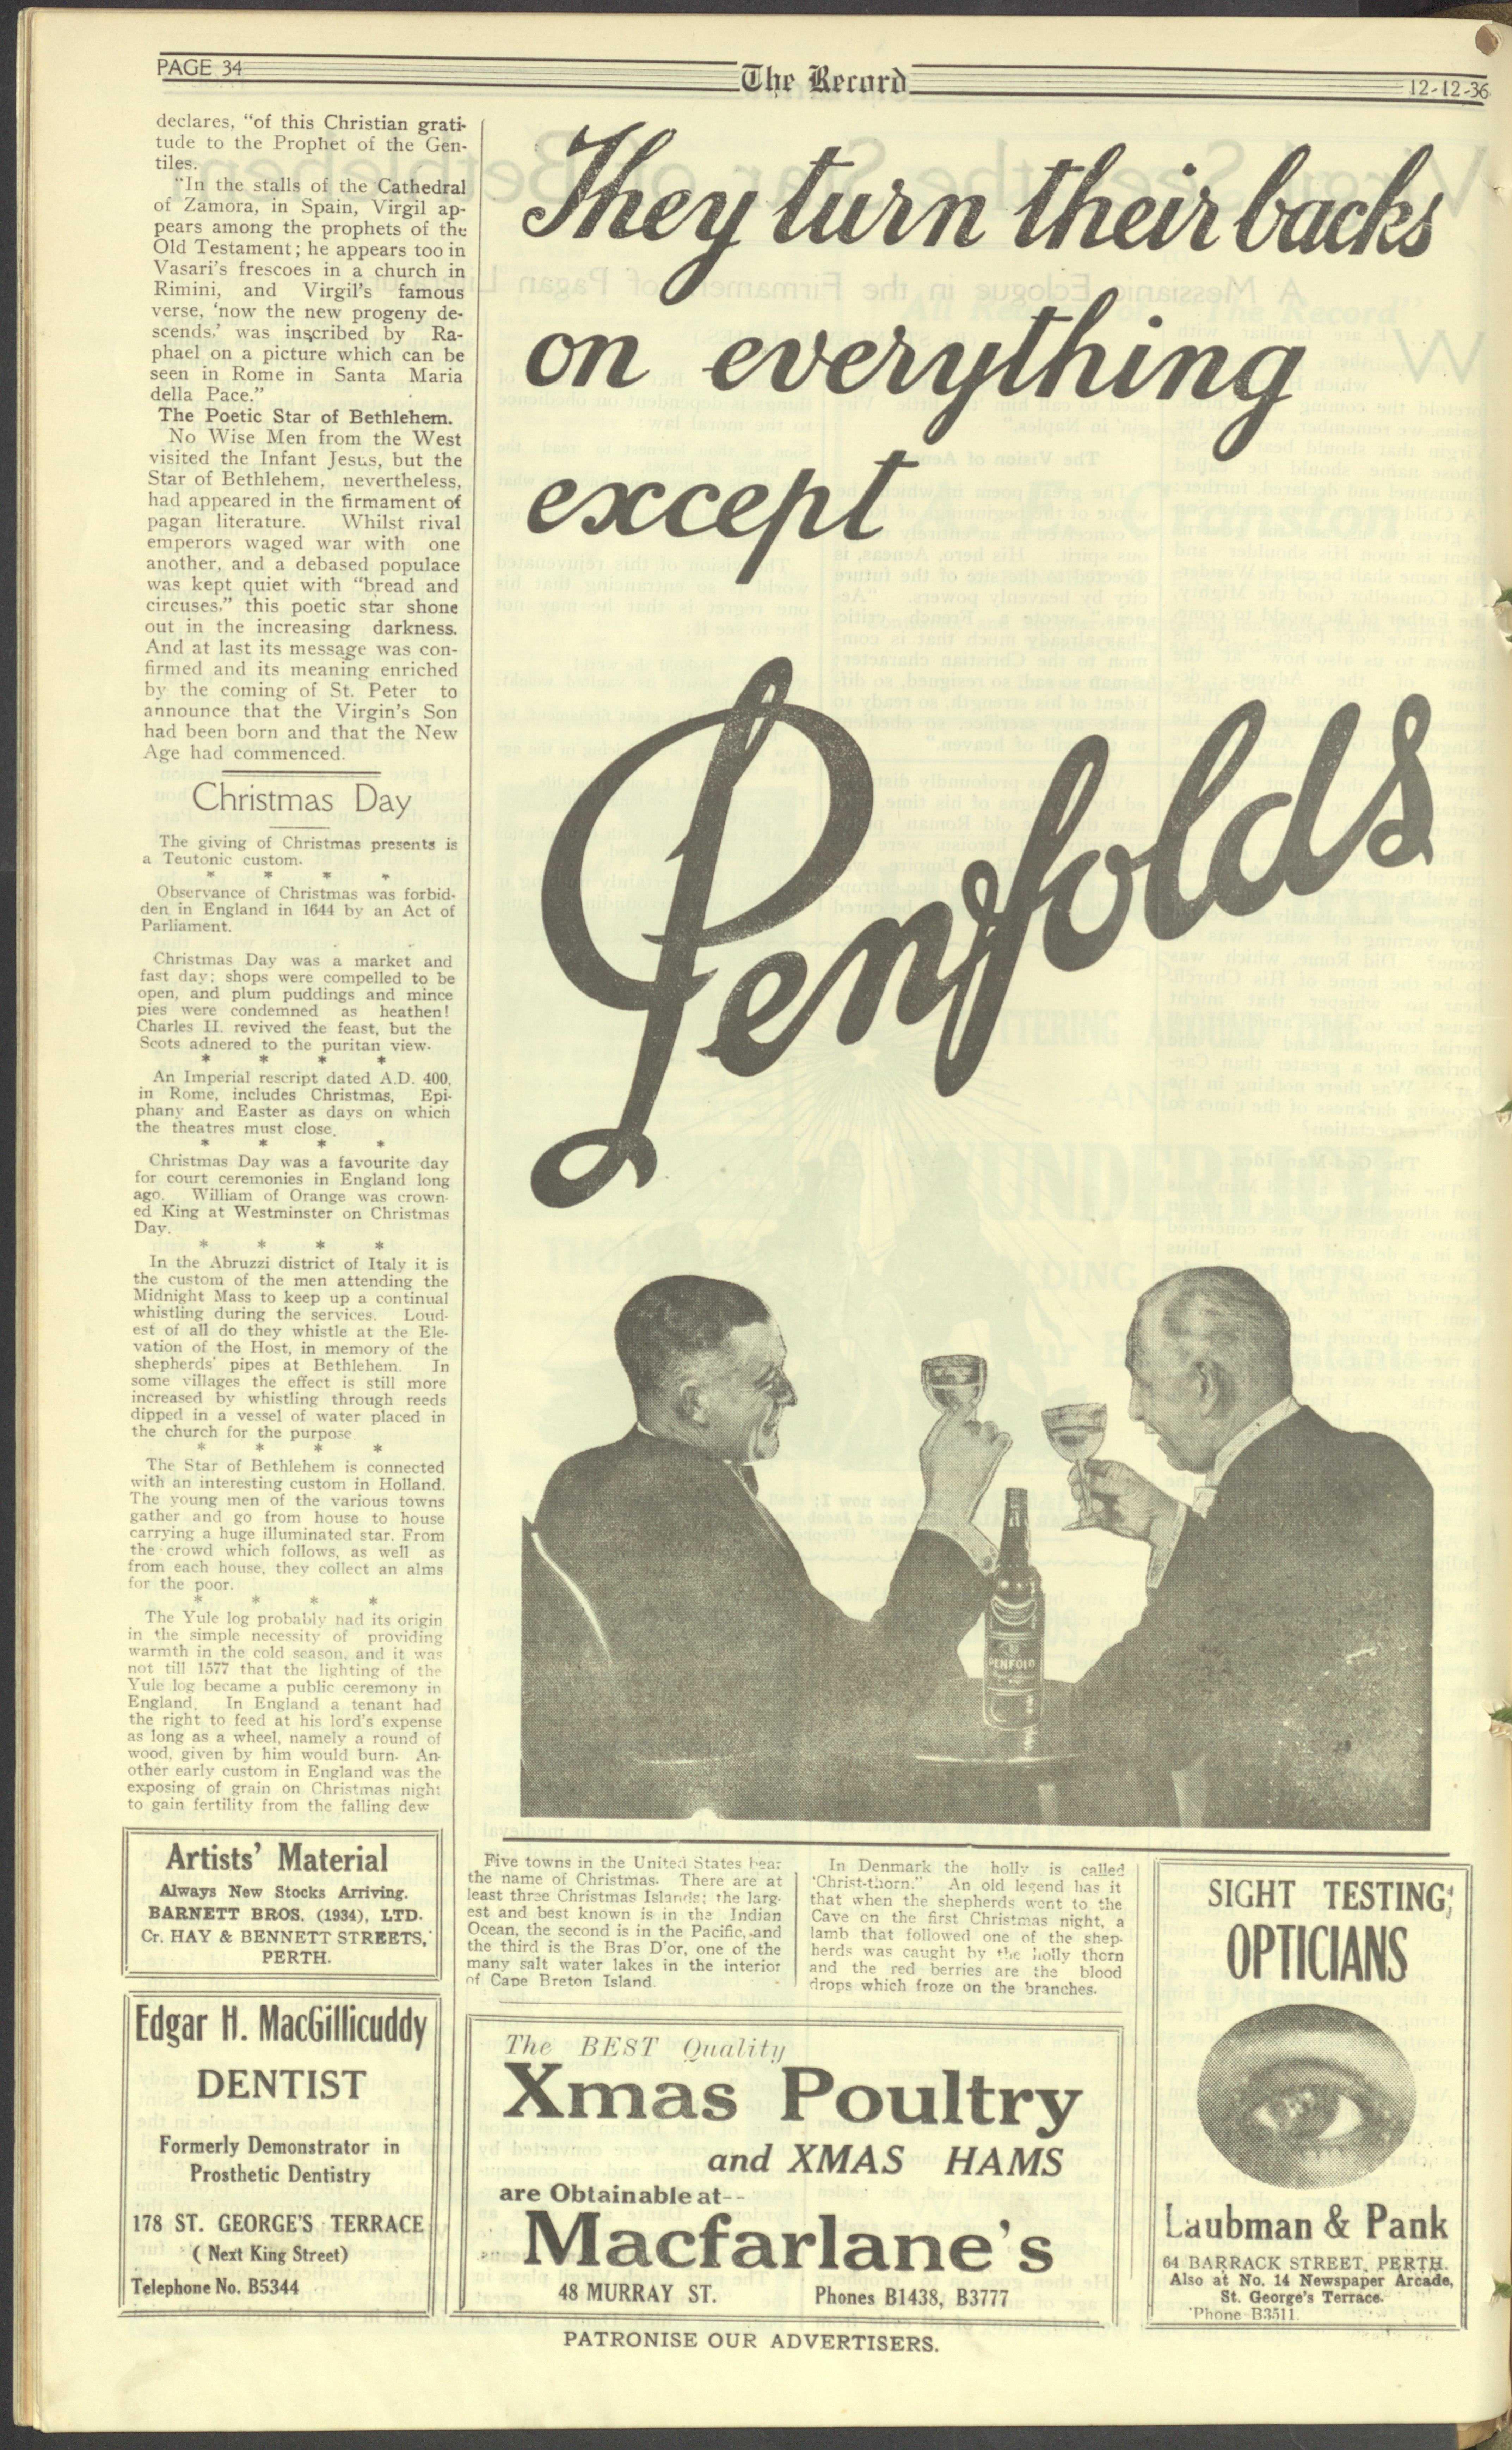 PAGE 34
The Record
12-12-36
declares, "of this Christian grati-
tude to the Prophet of the Gen-
tiles.
"In the stalls of the Cathedral
of Zamora, in Spain, Virgil ap-
pears among the prophets of the
Old Testament; he appears too in
Vasari's frescoes in a church in
Rimini, and Virgil's famous
verse, 'now the new progeny de-
scends,' was inscribed by Ra-
phael on a picture which can be
seen in Rome in Santa Maria
della Pace."
The Poetic Star of Bethlehem.
No Wise Men from the West
visited the Infant Jesus, but the
Star of Bethlehem, nevertheless,
had appeared in the firmament of
pagan literature. Whilst rival
emperors waged war with one
another, and a debased populace
was kept quiet with "bread and
circuses," this poetic star shone
out in the increasing darkness.
And at last its message was con-
firmed and its meaning enriched
by the coming of St. Peter to
announce that the Virgin's Son
had been born and that the New
Age had commenced.
Christmas Day
The giving of Christmas presents is
a Teutonic custom.
* * * *
Observance of Christmas was forbid-
den in England in 1644 by an Act of
Parliament.
Christmas Day was a market and
fast day; shops were compelled to be
open, and plum puddings and mince
pies were condemned as heathen!
Charles II. revived the feast, but the
Scots adnered to the puritan view.
* * * *
An Imperial rescript dated A.D. 400,
in Rome, includes Christmas, Epi-
phany and Easter as days on which
the theatres must close.
* * * *
Christmas Day was a favourite day
for court ceremonies in England long
ago. William of Orange was crown-
ed King at Westminster on Christmas
Day.
* * * *
In the Abruzzi district of Italy it is
the custom of the men attending the
Midnight Mass to keep up a continual
whistling during the services. Loud-
est of all do they whistle at the Ele-
vation of the Host, in memory of the
shepherds' pipes at Bethlehem. In
some villages the effect is still more
increased by whistling through reeds
dipped in a vessel of water placed in
the church for the purpose
* * * *
The Star of Bethlehem is connected
with an interesting custom in Holland.
The young men of the various towns
gather and go from house to house
carrying a huge illuminated star. From
the crowd which follows, as well as
from each house, they collect an alms
for the poor.
* * * *
The Yule log probably had its origin
in the simple necessity of providing
warmth in the cold season, and it was
not till 1577 that the lighting of the
Yule log became a public ceremony in
England. In England a tenant had
the right to feed at his lord's expense
as long as a wheel, namely a round of
wood, given by him would burn. An-
other early custom in England was the
exposing of grain on Christmas night
to gain fertility from the falling dew
They turn their backs
on everything
except
Penfolds
PENFOLD
Five towns in the United States bear
the name of Christmas. There are at
least three Christmas Islands; the larg-
est and best known is in the Indian
Ocean, the second is in the Pacific, and
the third is the Bras D'or, one of the
many salt water lakes in the interior
of Cape Breton Island.
In Denmark the holly is called
'Christ-thorn." An old legend has it
that when the shepherds went to the
Cave on the first Christmas night, a
lamb that followed one of the shep-
herds was caught by the holly thorn
and the red berries are the blood
drops which froze on the branches.
Artists' Material
Always New Stocks Arriving.
BARNETT BROS. (1934), LTD.
Cr. HAY & BENNETT STREETS,
PERTH.
Edgar H. MacGillicuddy
DENTIST
Formerly Demonstrator in
Prosthetic Dentistry
178 ST. GEORGE'S TERRACE
( Next King Street)
Telephone No. B5344
The BEST Quality
Xmas Poultry
and XMAS HAMS
are Obtainable at--
Macfarlane's
48 MURRAY ST. Phones B1438, B3777
SIGHT TESTING;
OPTICIANS
Laubman & Pank
64 BARRACK STREET, PERTH.
Also at No. 14 Newspaper Arcade,
St. George's Terrace.
'Phone B3511.
PATRONISE OUR ADVERTISERS.